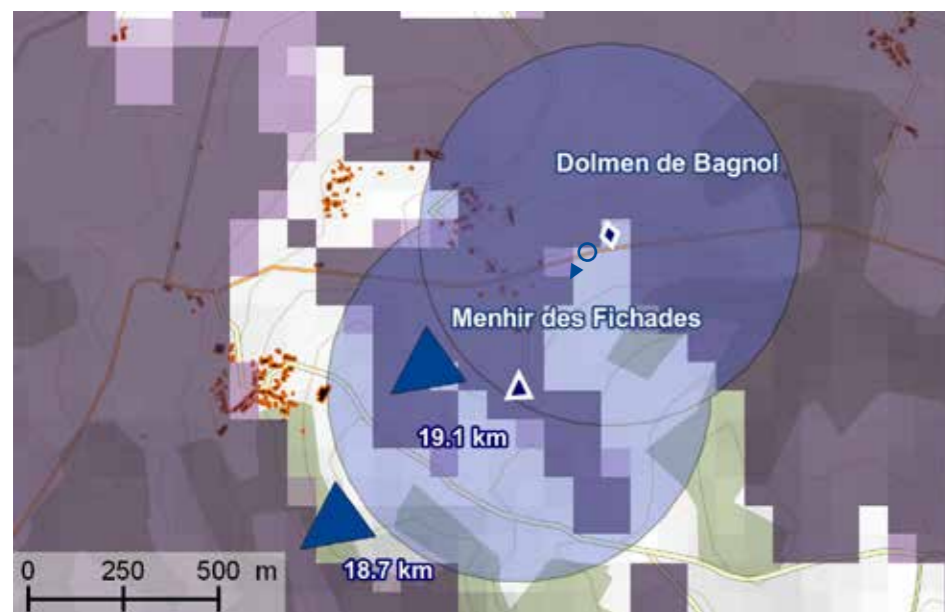 Dolmen de Bagnol
Menhir des Fichades
19.1 km
18.7 km
0 250 500 m